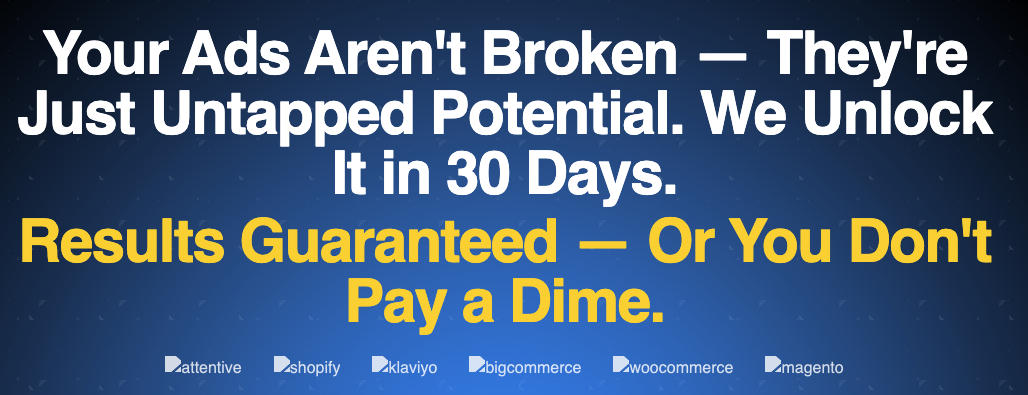 Your Ads Aren't Broken — They're
Just Untapped Potential. We Unlock
It in 30 Days.
Results Guaranteed — Or You Don't
Pay a Dime.
attentive shopify klaviyo bigcommerce woocommerce magento